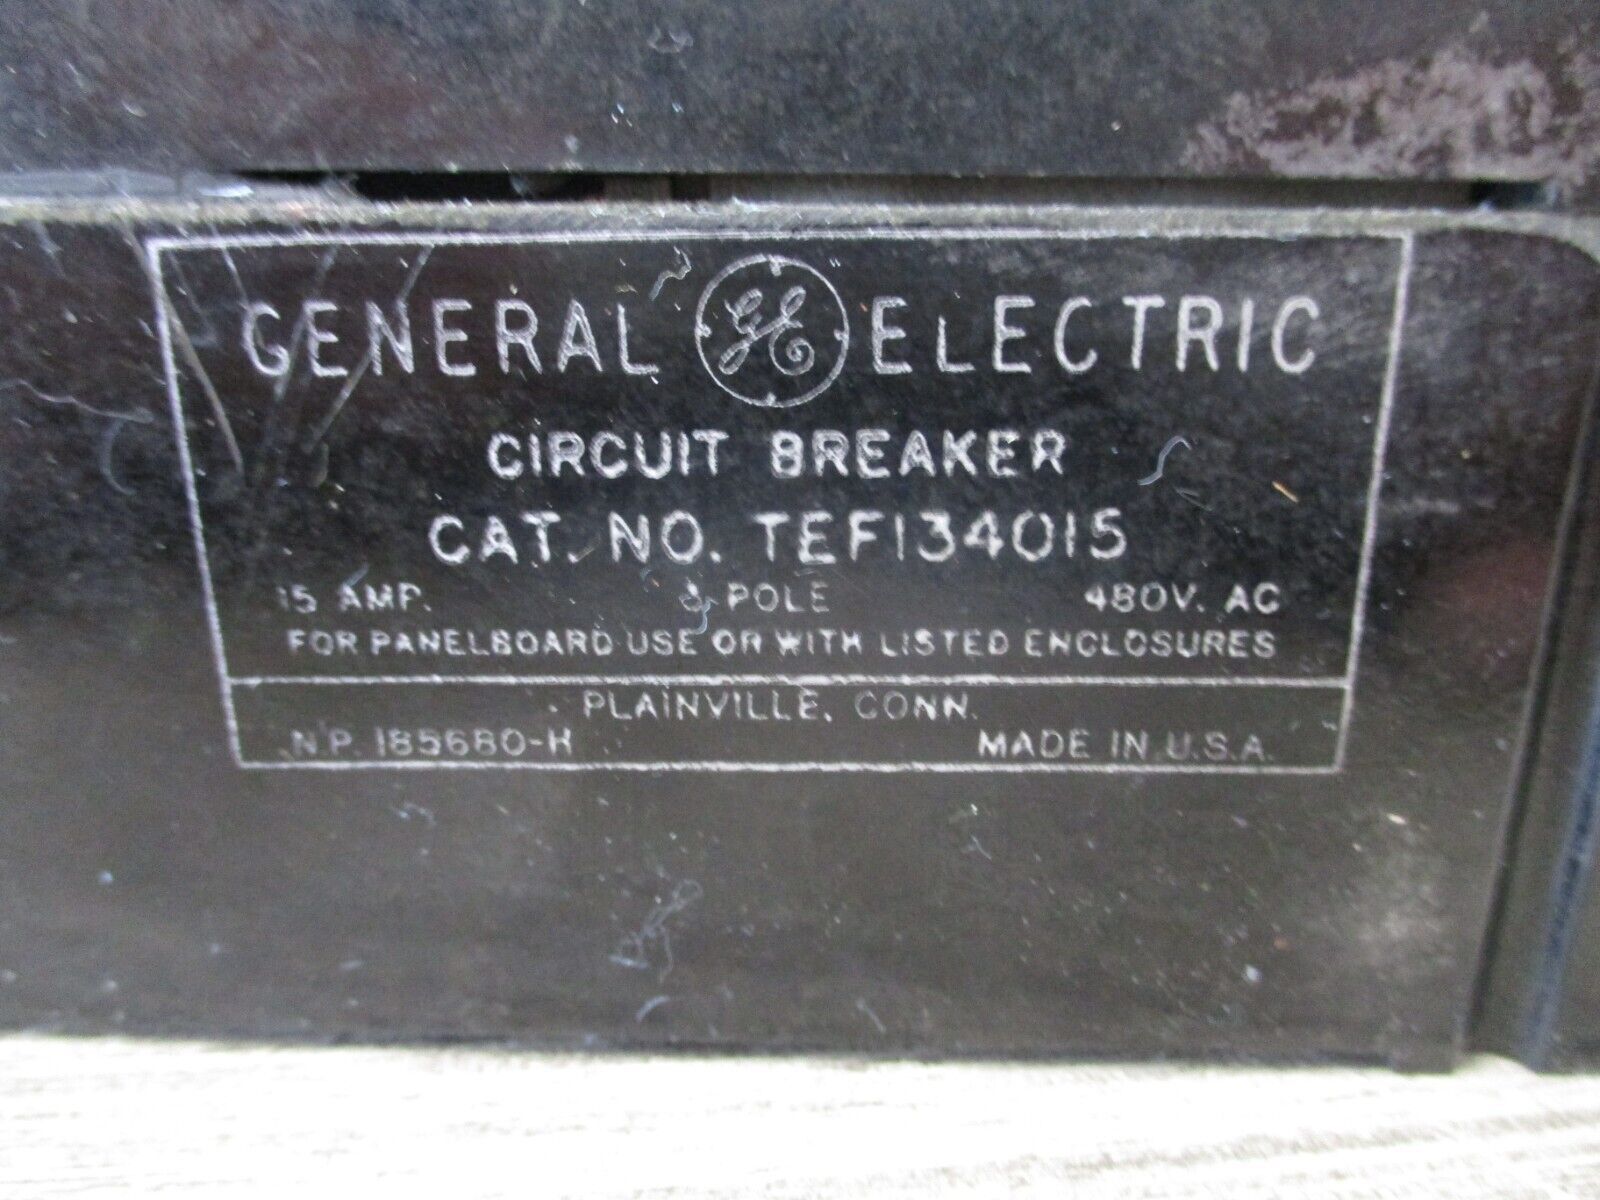 GENERAL GE ELECTRIC
CIRCUIT BREAKER
CAT. NO. TEF134015
15 AMP. 3 POLE 480V. AC
FOR PANELBOARD USE OR WITH LISTED ENCLOSURES
PLAINVILLE, CONN.
N.P. 185680-H MADE IN U.S.A.